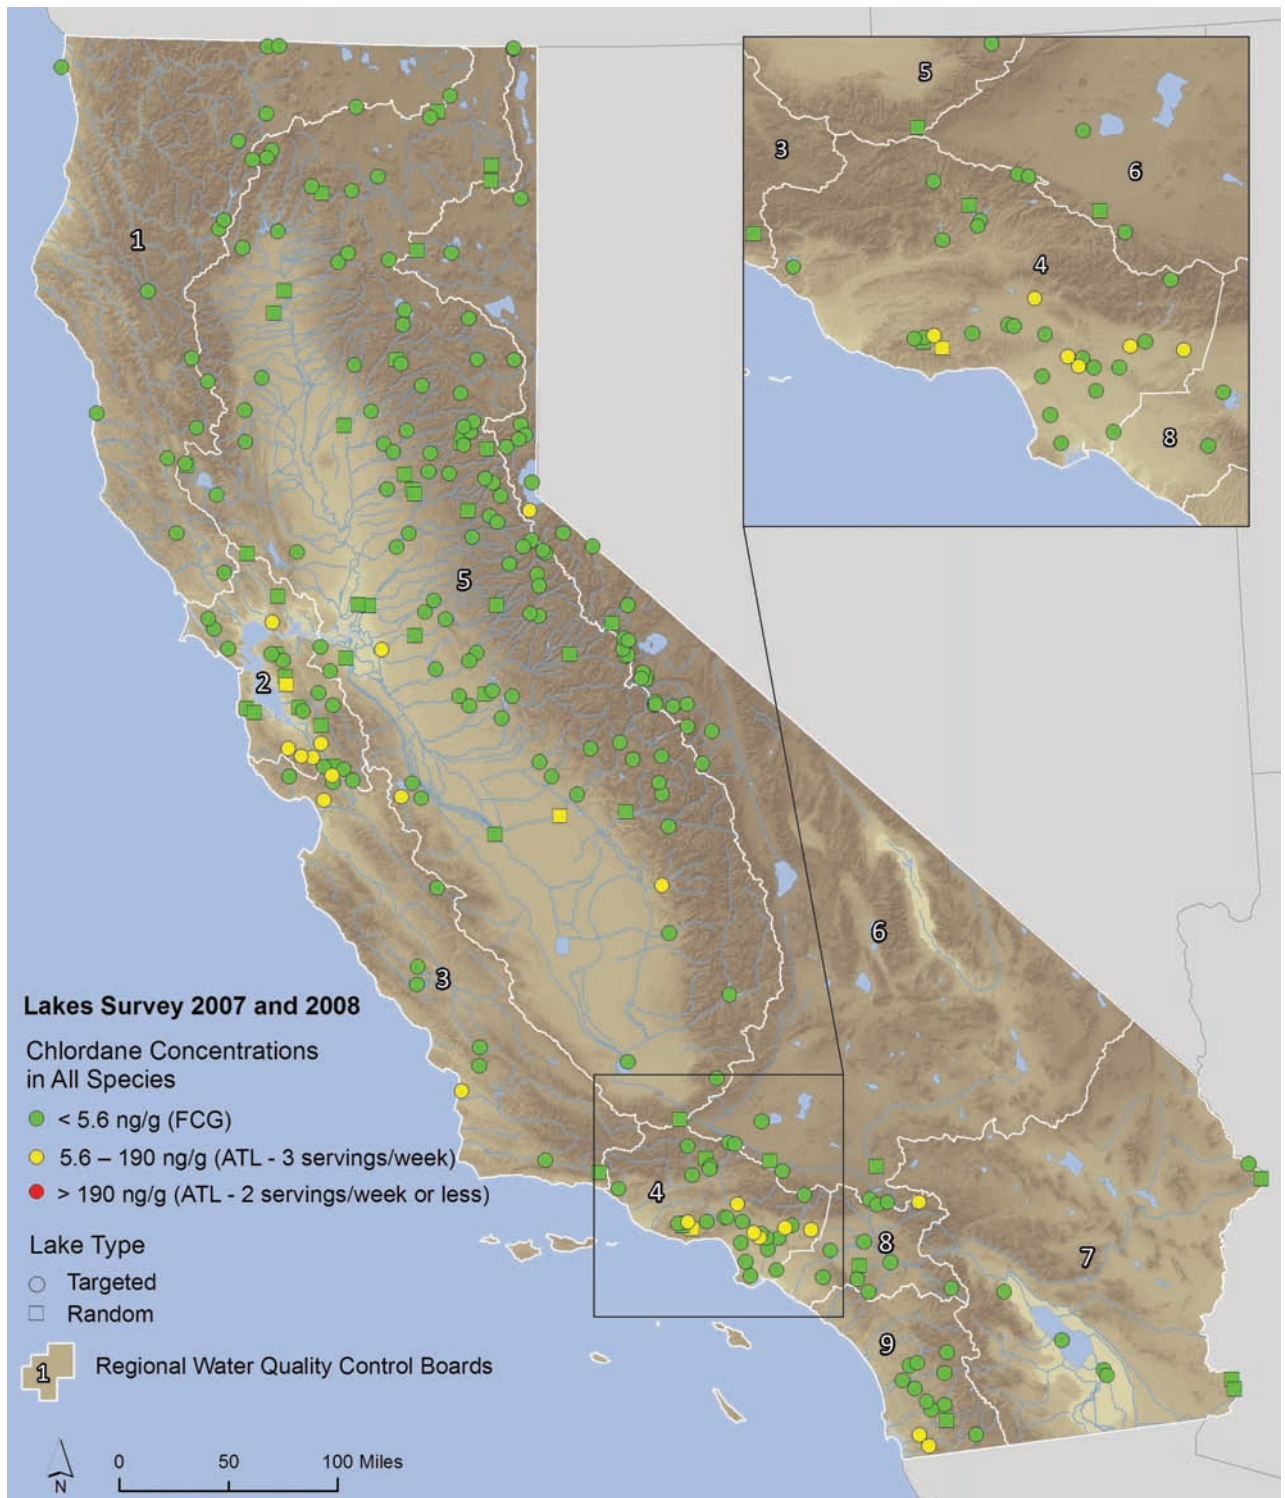 5
3
6
4
8
1
5
2
6
3
Lakes Survey 2007 and 2008
Chlordane Concentrations
in All Species
< 5.6 ng/g (FCG)
5.6 – 190 ng/g (ATL - 3 servings/week)
> 190 ng/g (ATL - 2 servings/week or less)
4
8
7
Lake Type
Targeted
Random
9
1
Regional Water Quality Control Boards
N
0 50 100 Miles